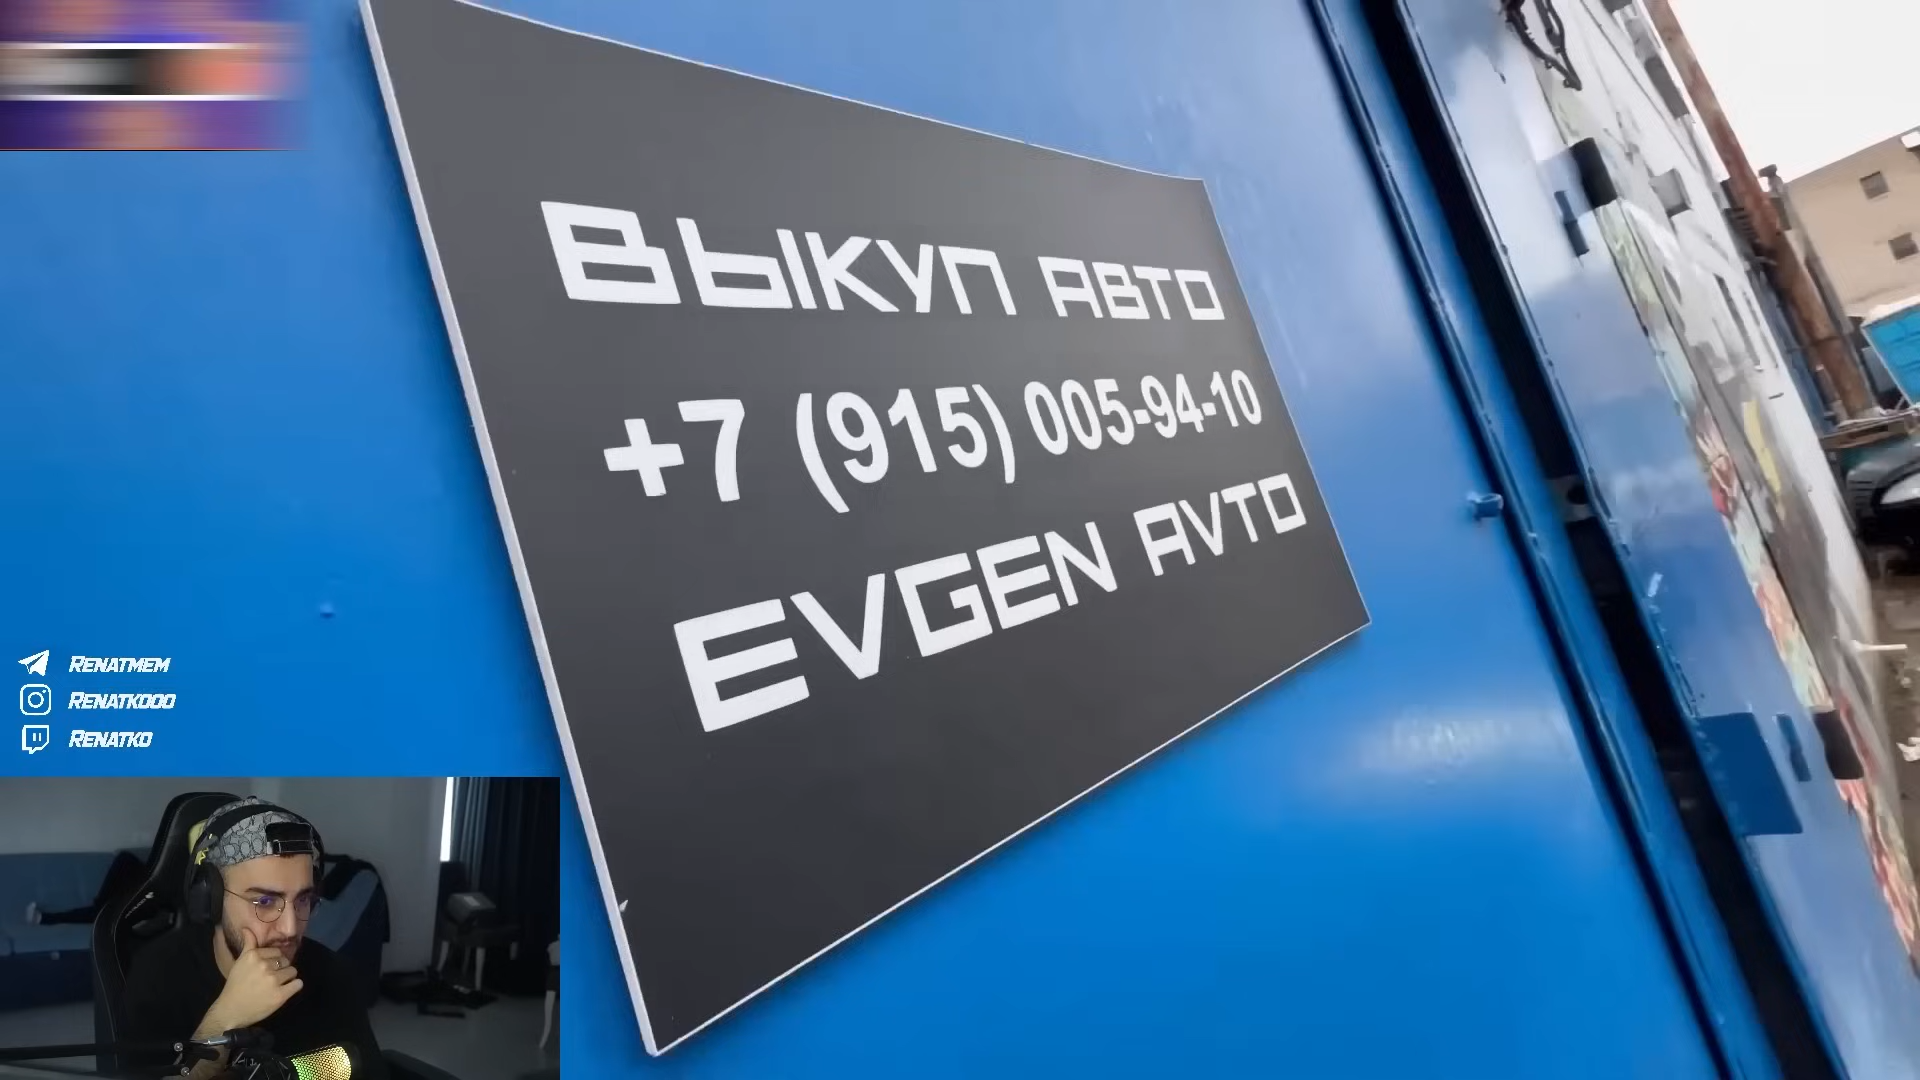 Выкуп авто
+7 (915) 005-94-10
EVGEN AVTO
Renatmem
Renatkooo
Renatko